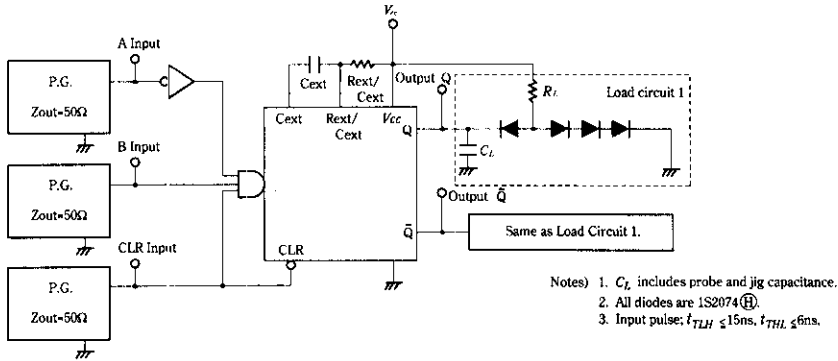 Vcc
A Input
P.G.
Zout=50Ω
Cext
Rext/
Cext
Output Q
RL
Load circuit 1
Cext
Rext/
Cext
Vcc
Q
CL
B Input
P.G.
Zout=50Ω
Output Q̄
Q̄
Same as Load Circuit 1.
CLR Input
CLR
P.G.
Zout=50Ω
Notes) 1. CL includes probe and jig capacitance.
2. All diodes are 1S2074 Ⓗ.
3. Input pulse; tTLH ≦15ns, tTHL ≦6ns.